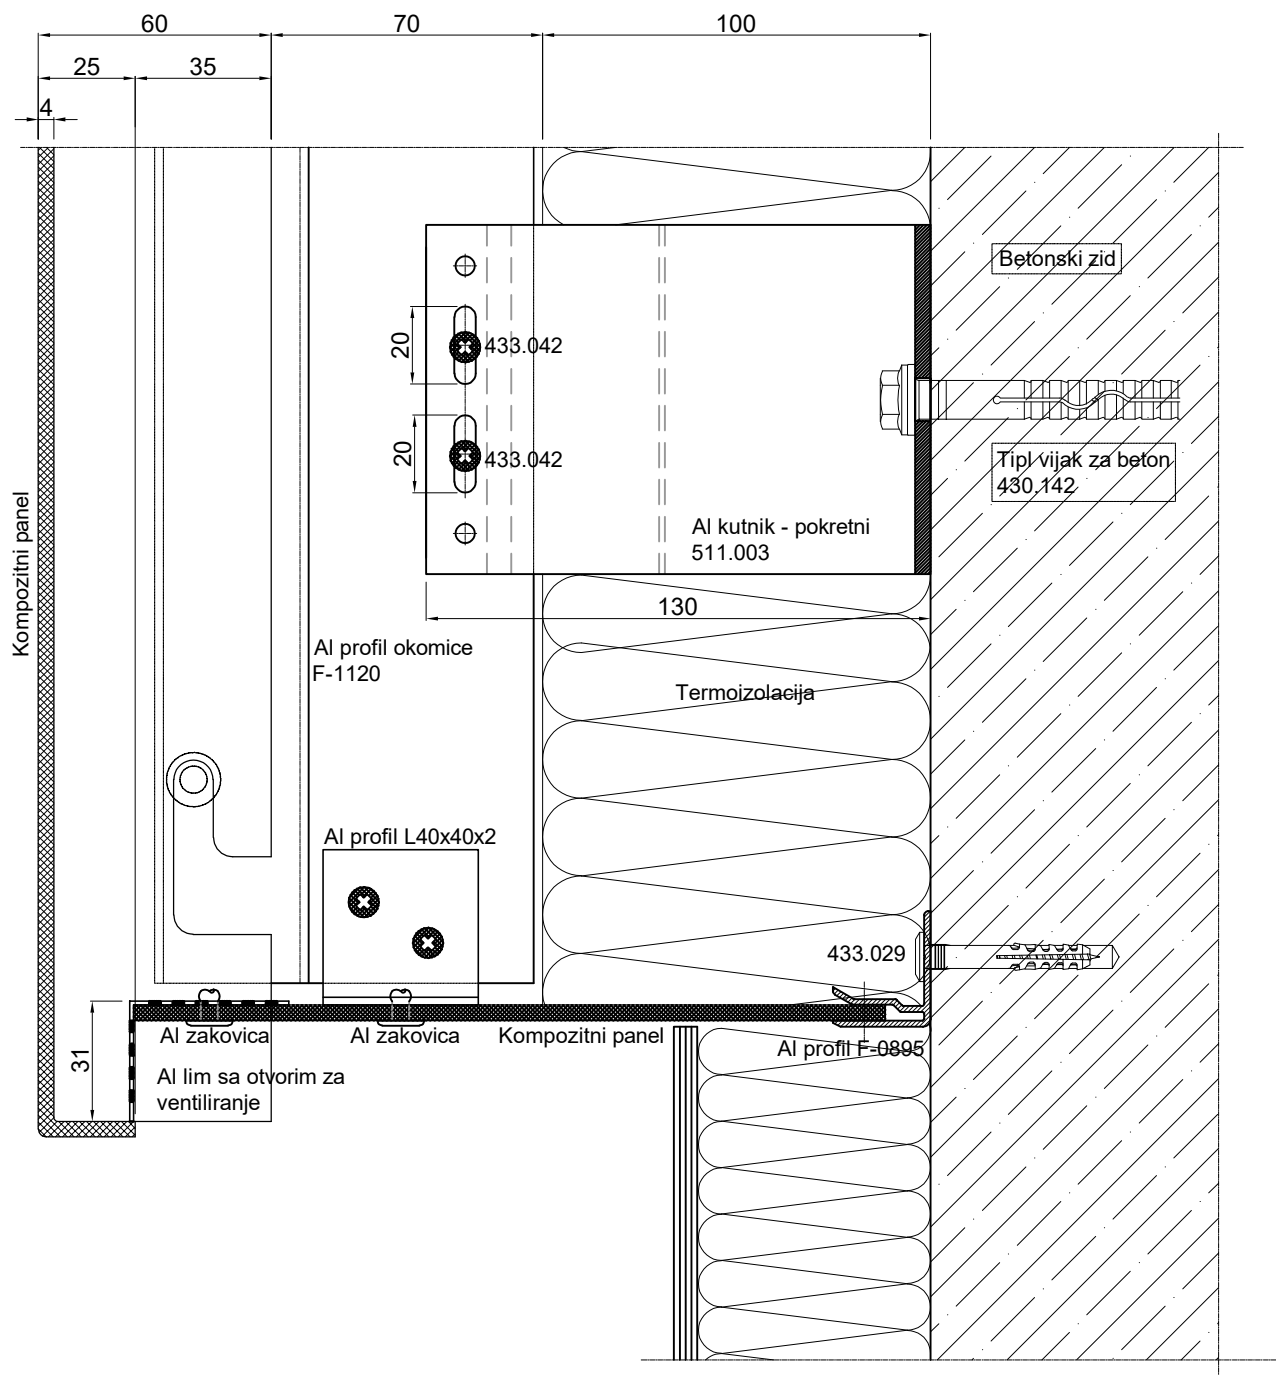 60
70
100
25
35
4
Betonski zid
20
433.042
20
433.042
Tipl vijak za beton
430.142
Kompozitni panel
Al kutnik - pokretni
511.003
130
Al profil okomice
F-1120
Termoizolacija
Al profil L40x40x2
433.029
Al zakovica
Al zakovica
Kompozitni panel
Al profil F-0895
31
Al lim sa otvorim za
ventiliranje